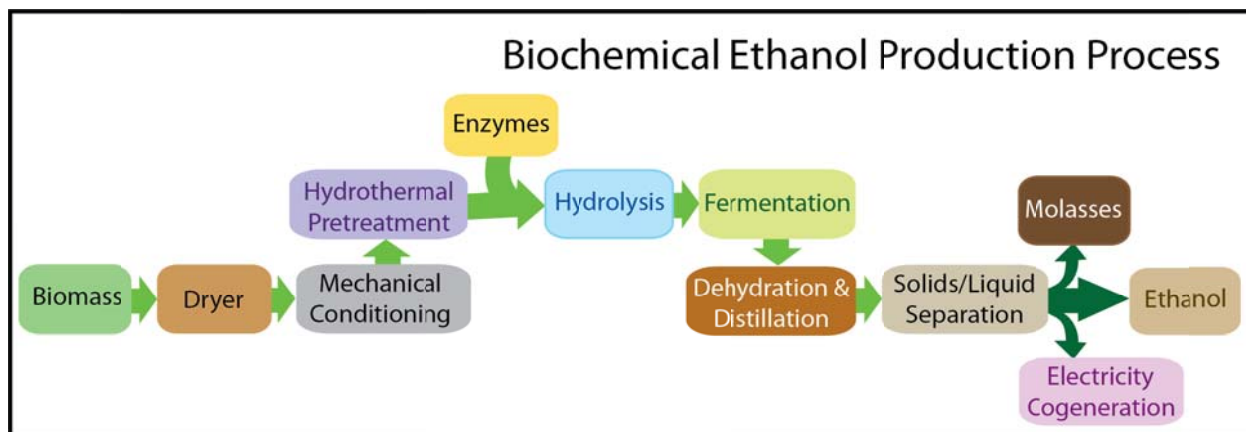 Biochemical Ethanol Production Process
Enzymes
Hydrothermal
Pretreatment
Hydrolysis
Fermentation
Molasses
Biomass
Dryer
Mechanical
Conditioning
Dehydration &
Distillation
Solids/Liquid
Separation
Ethanol
Electricity
Cogeneration